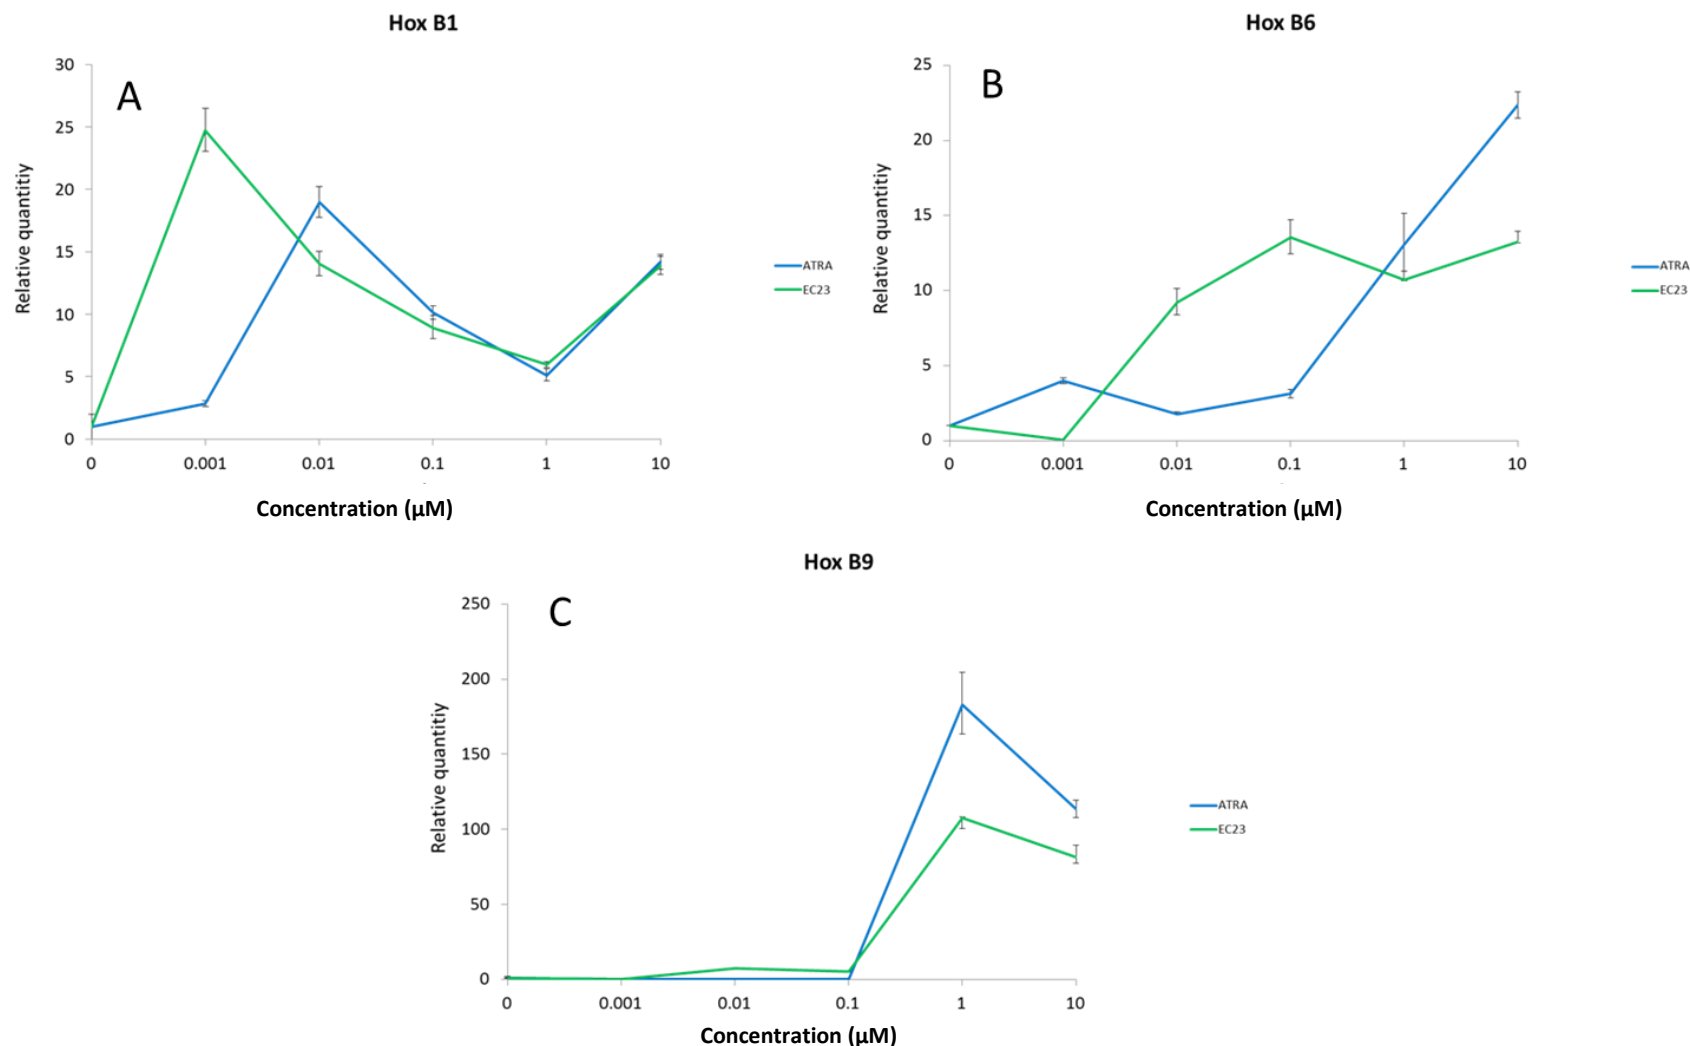 Hox B1
A
30
25
20
15
10
5
0
Relative quantitiy
0 0.001 0.01 0.1 1 10
Concentration (µM)
ATRA
EC23
Hox B6
B
25
20
15
10
5
0
Relative quantitiy
0 0.001 0.01 0.1 1 10
Concentration (µM)
ATRA
EC23
Hox B9
C
250
200
150
100
50
0
Relative quantitiy
0 0.001 0.01 0.1 1 10
Concentration (µM)
ATRA
EC23